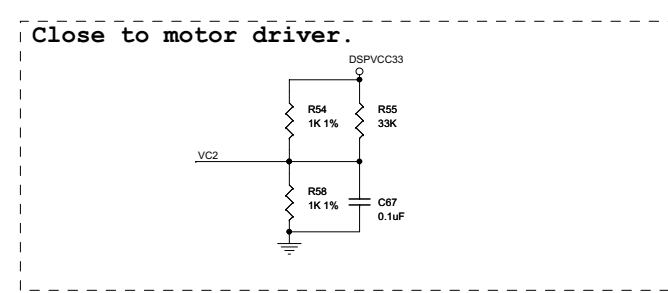 Close to motor driver.
DSPVCC33
R54
1K 1%
R55
33K
VC2
R58
1K 1%
C67
0.1uF